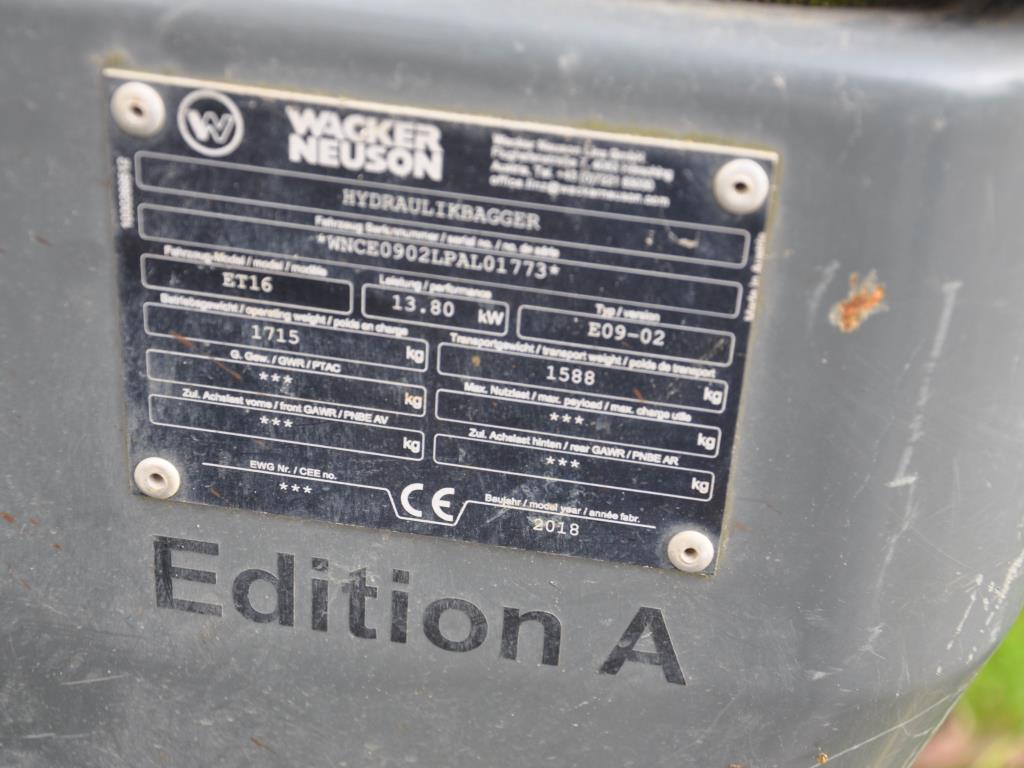 W
WACKER
NEUSON
HYDRAULIKBAGGER
Fahrzeug Seriennummer / serial no. / no. de série
*WNCE0902LPAL01773*
Fahrzeug-Model / model / modèle
ET16
Leistung / performance
13.80 kW
Typ / version
E09-02
Betriebsgewicht / operating weight / poids en charge
1715 kg
Transportgewicht / transport weight / poids de transport
1588 kg
G. Gew. / GWR / PTAC
*** kg
Max. Nutzlast / max. payload / max. charge utile
*** kg
Zul. Achslast vorne / front GAWR / PNBE AV
*** kg
Zul. Achslast hinten / rear GAWR / PNBE AR
*** kg
EWG Nr. / CEE no.
***
CE
Baujahr / model year / année fabr.
2018
Made in Austria
Edition A